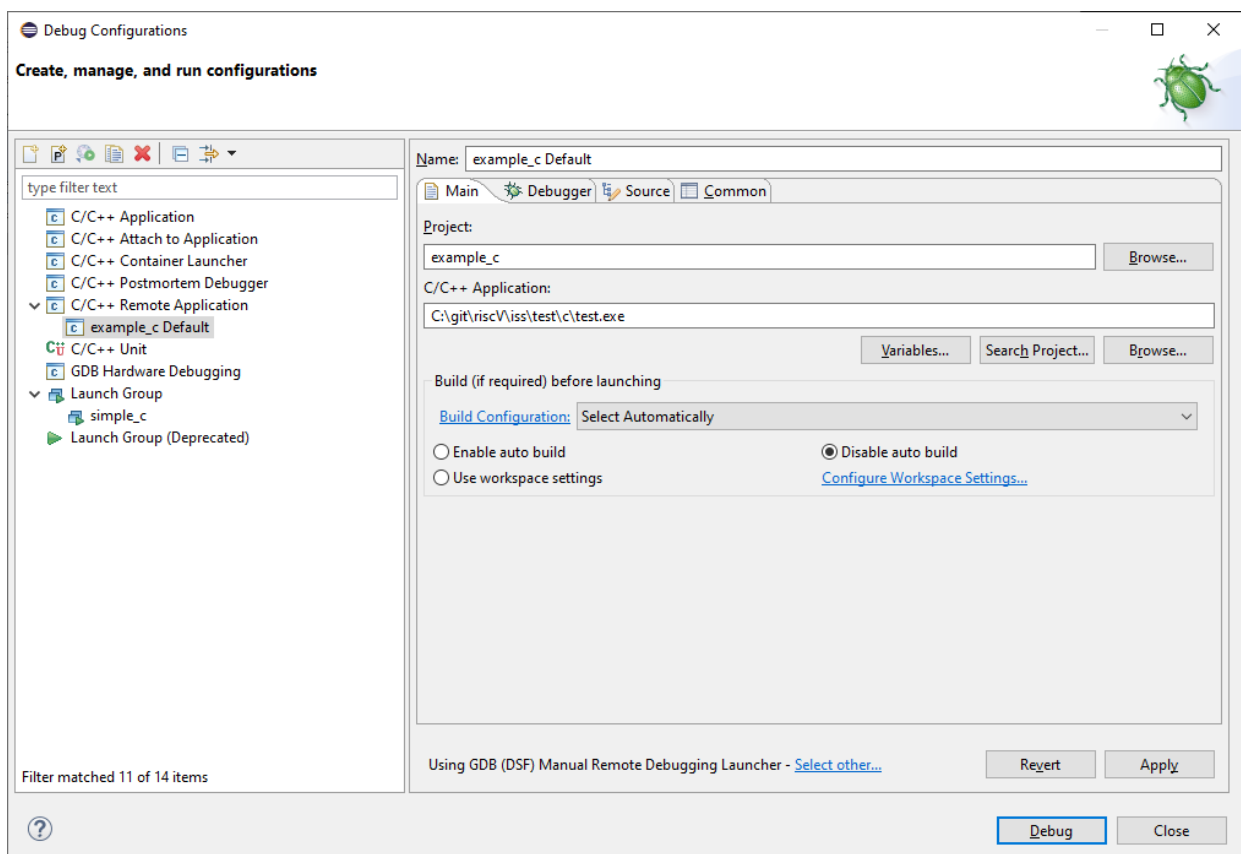 Debug Configurations
Create, manage, and run configurations
type filter text
C/C++ Application
C/C++ Attach to Application
C/C++ Container Launcher
C/C++ Postmortem Debugger
C/C++ Remote Application
example_c Default
C/C++ Unit
GDB Hardware Debugging
Launch Group
simple_c
Launch Group (Deprecated)
Filter matched 11 of 14 items
Name: example_c Default
Main Debugger Source Common
Project:
example_c Browse...
C/C++ Application:
C:\git\riscV\iss\test\c\test.exe
Variables... Search Project... Browse...
Build (if required) before launching
Build Configuration: Select Automatically
Enable auto build Disable auto build
Use workspace settings Configure Workspace Settings...
Using GDB (DSF) Manual Remote Debugging Launcher - Select other... Revert Apply
? Debug Close